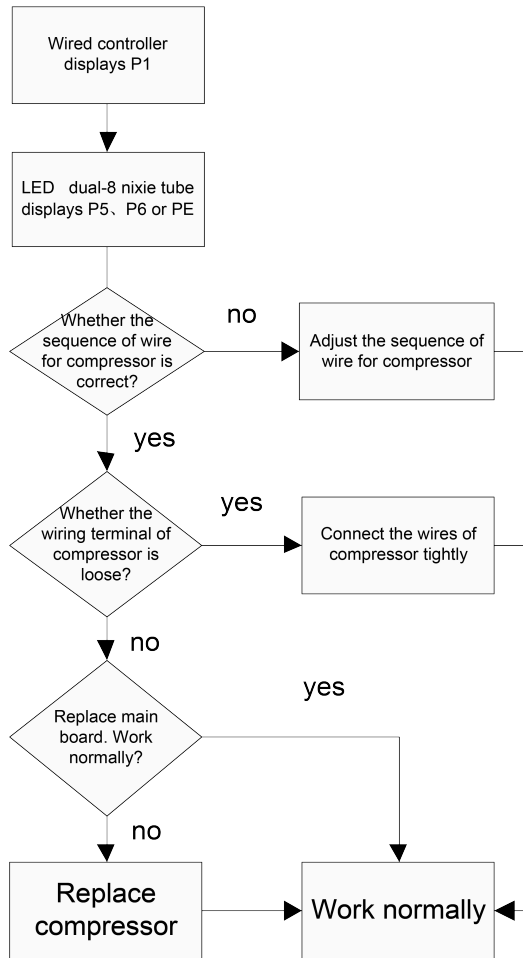 Wired controller
displays P1
LED dual-8 nixie tube
displays P5、P6 or PE
Whether the
sequence of wire
for compressor is
correct?
no
Adjust the sequence of
wire for compressor
yes
Whether the
wiring terminal of
compressor is
loose?
yes
Connect the wires of
compressor tightly
no
Replace main
board. Work
normally?
yes
no
Replace
compressor
Work normally